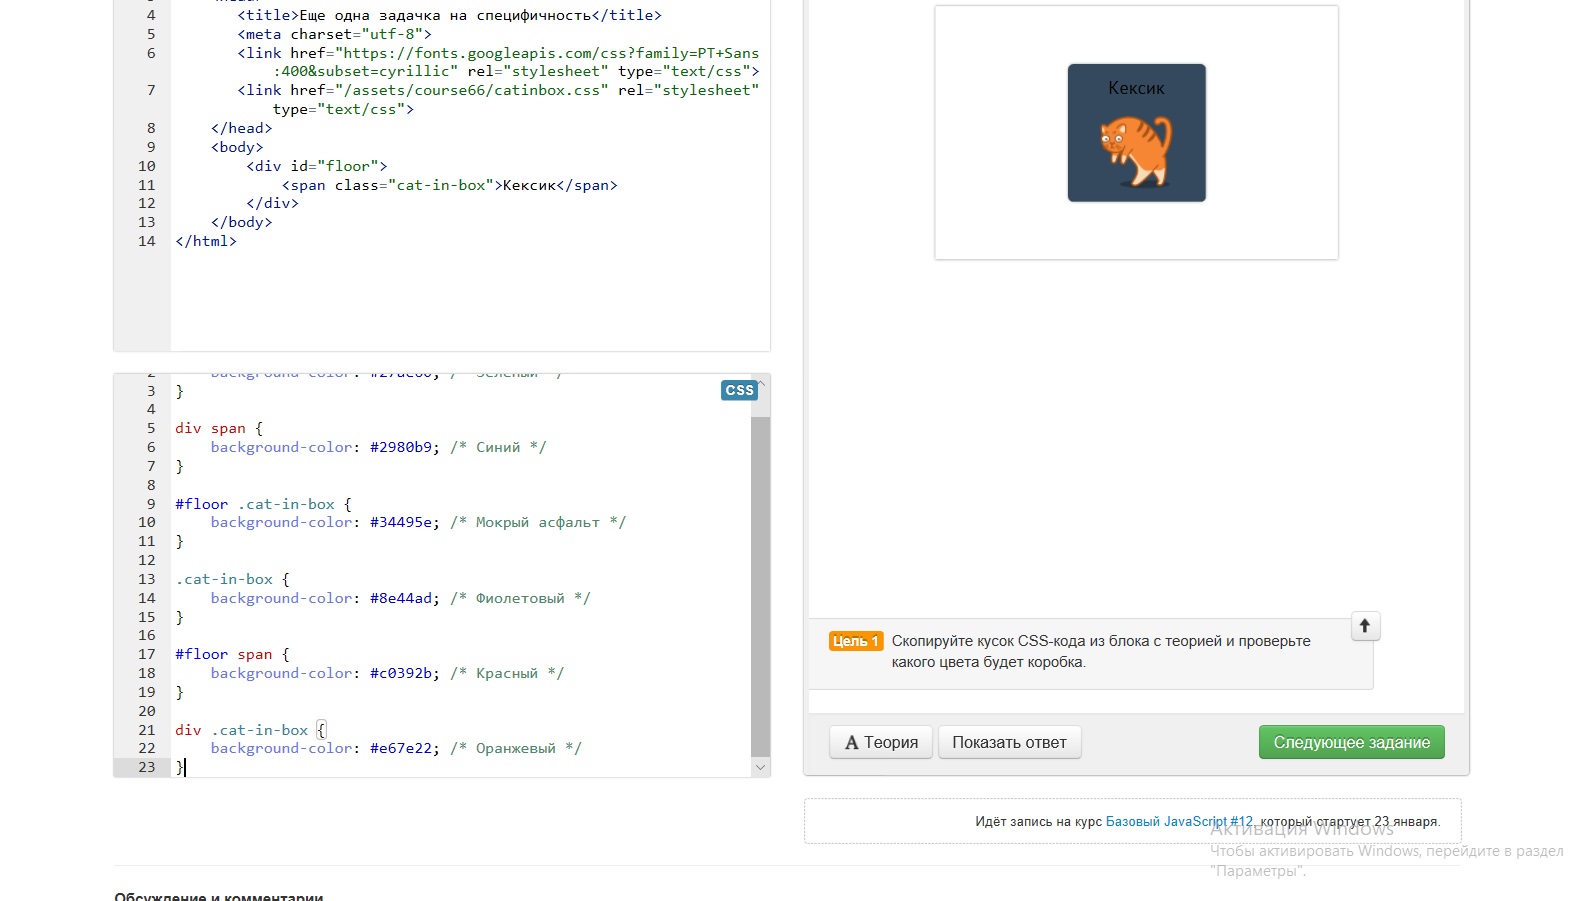 4 <title>Еще одна задачка на специфичность</title>
5 <meta charset="utf-8">
6 <link href="https://fonts.googleapis.com/css?family=PT+Sans
:400&subset=cyrillic" rel="stylesheet" type="text/css">
7 <link href="/assets/course66/catinbox.css" rel="stylesheet"
type="text/css">
8 </head>
9 <body>
10 <div id="floor">
11 <span class="cat-in-box">Кексик</span>
12 </div>
13 </body>
14 </html>
CSS
3 }
4
5 div span {
6 background-color: #2980b9; /* Синий */
7 }
8
9 #floor .cat-in-box {
10 background-color: #34495e; /* Мокрый асфальт */
11 }
12
13 .cat-in-box {
14 background-color: #8e44ad; /* Фиолетовый */
15 }
16
17 #floor span {
18 background-color: #c0392b; /* Красный */
19 }
20
21 div .cat-in-box {
22 background-color: #e67e22; /* Оранжевый */
23 }
Кексик
Цель 1 Скопируйте кусок CSS-кода из блока с теорией и проверьте
какого цвета будет коробка.
A Теория Показать ответ Следующее задание
Идёт запись на курс Базовый JavaScript #12, который стартует 23 января.
Активация Windows
Чтобы активировать Windows, перейдите в раздел
"Параметры".
Обсуждение и комментарии